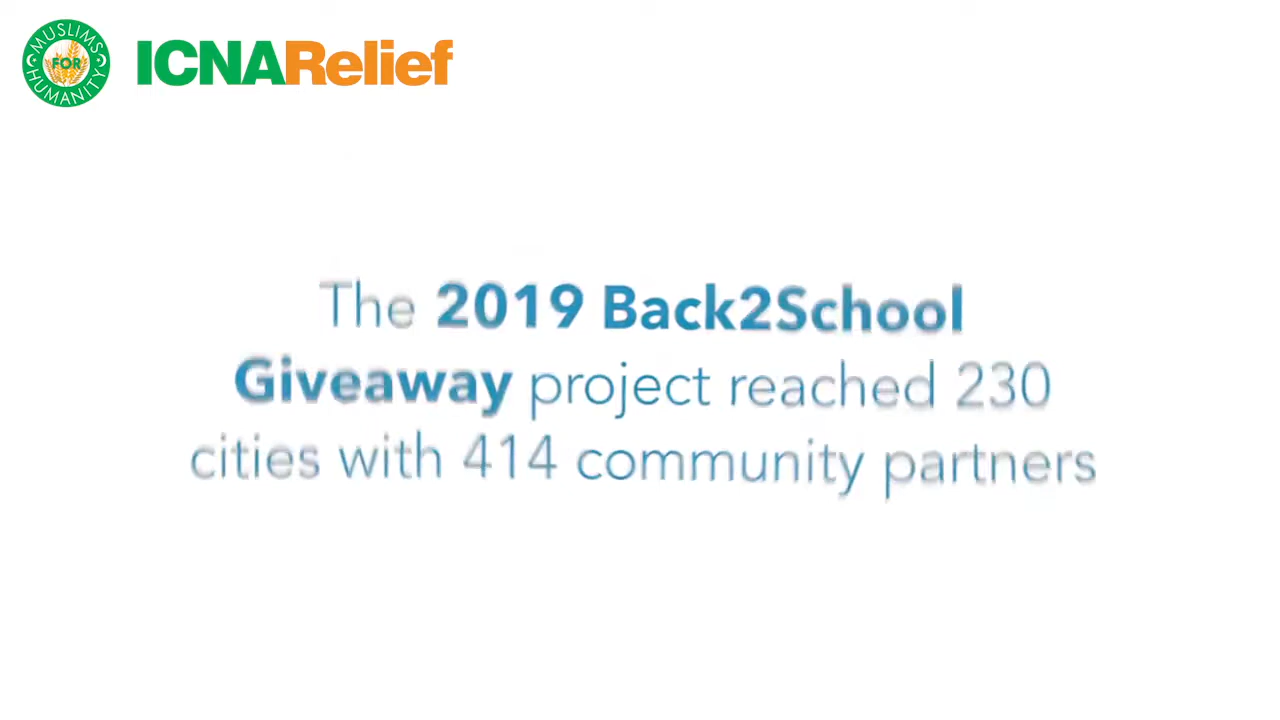 MUSLIMS
FOR
HUMANITY
ICNARelief
The 2019 Back2School
Giveaway project reached 230
cities with 414 community partners